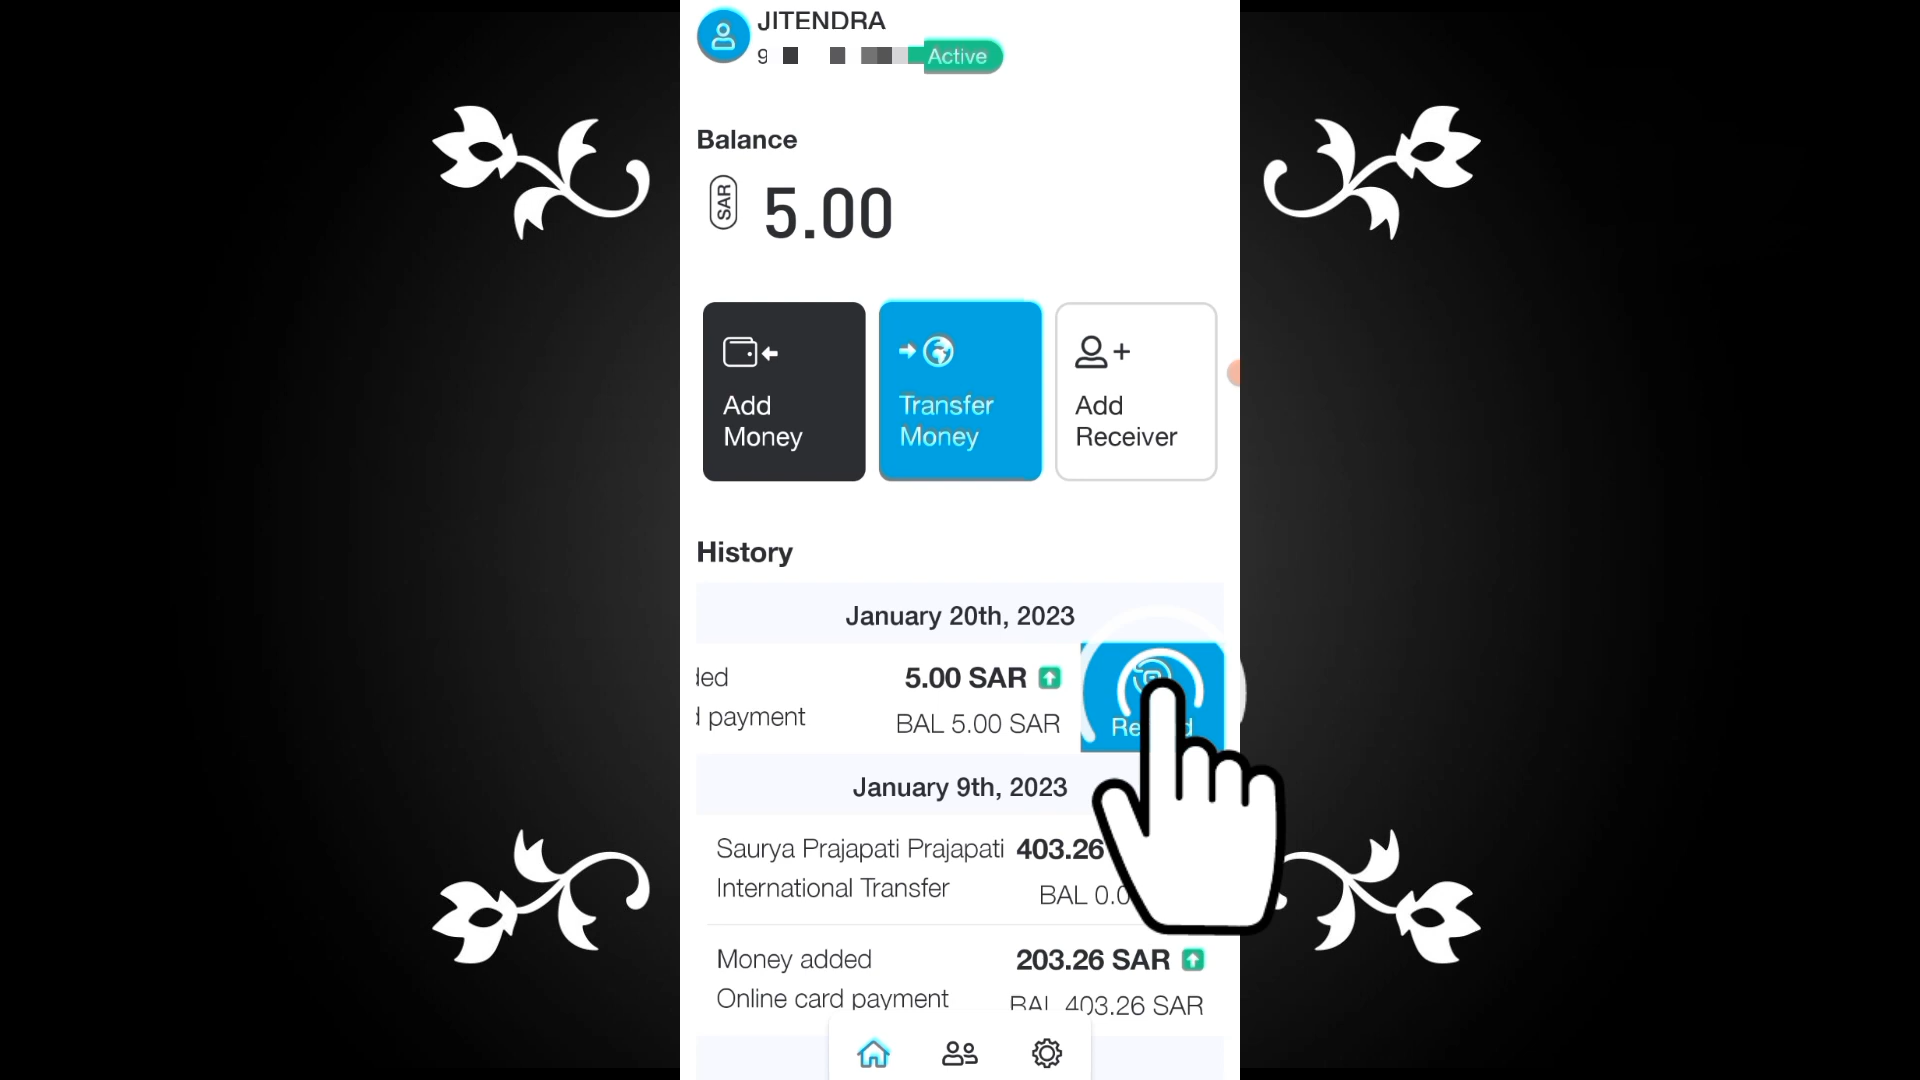 JITENDRA
9
Active
Balance
SAR
5.00
Add
Money
Transfer
Money
Add
Receiver
History
January 20th, 2023
5.00 SAR
payment
BAL 5.00 SAR
January 9th, 2023
Saurya Prajapati Prajapati 403.26
International Transfer
BAL
Money added
203.26 SAR
Online card payment
BAL 403.26 SAR